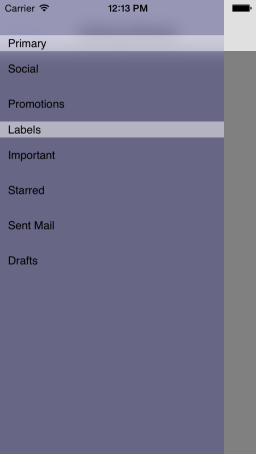 Carrier 12:13 PM
Primary
Social
Promotions
Labels
Important
Starred
Sent Mail
Drafts